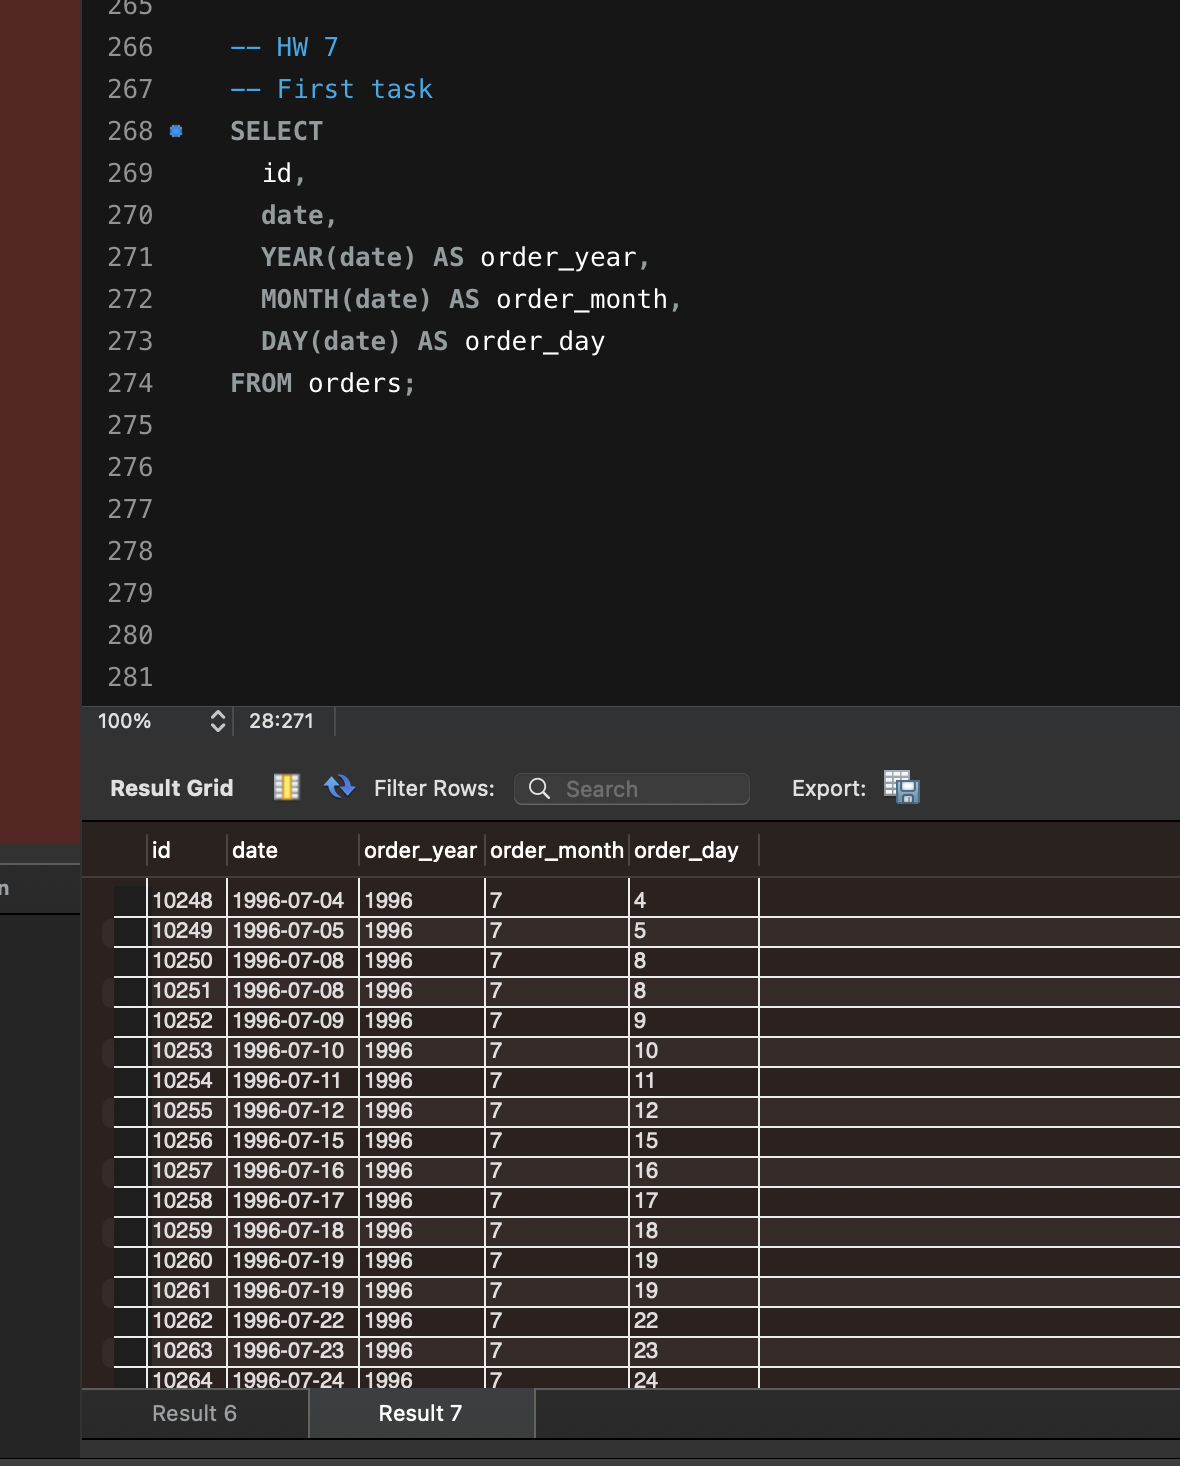 265
266 -- HW 7
267 -- First task
268 SELECT
269 id,
270 date,
271 YEAR(date) AS order_year,
272 MONTH(date) AS order_month,
273 DAY(date) AS order_day
274 FROM orders;
275
276
277
278
279
280
281
100% 28:271
Result Grid Filter Rows: Search Export:
id date order_year order_month order_day
n
10248 1996-07-04 1996 7 4
10249 1996-07-05 1996 7 5
10250 1996-07-08 1996 7 8
10251 1996-07-08 1996 7 8
10252 1996-07-09 1996 7 9
10253 1996-07-10 1996 7 10
10254 1996-07-11 1996 7 11
10255 1996-07-12 1996 7 12
10256 1996-07-15 1996 7 15
10257 1996-07-16 1996 7 16
10258 1996-07-17 1996 7 17
10259 1996-07-18 1996 7 18
10260 1996-07-19 1996 7 19
10261 1996-07-19 1996 7 19
10262 1996-07-22 1996 7 22
10263 1996-07-23 1996 7 23
10264 1996-07-24 1996 7 24
Result 6 Result 7